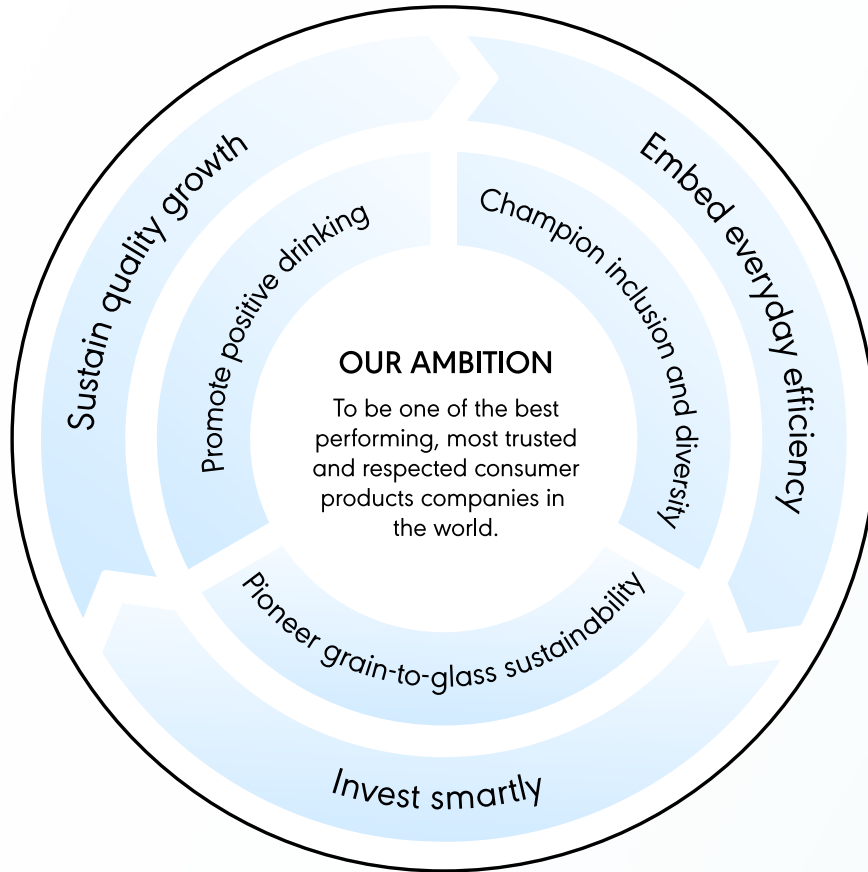 Sustain quality growth
Embed everyday efficiency
Invest smartly
Promote positive drinking
Champion inclusion and diversity
Pioneer grain-to-glass sustainability
OUR AMBITION
To be one of the best
performing, most trusted
and respected consumer
products companies in
the world.